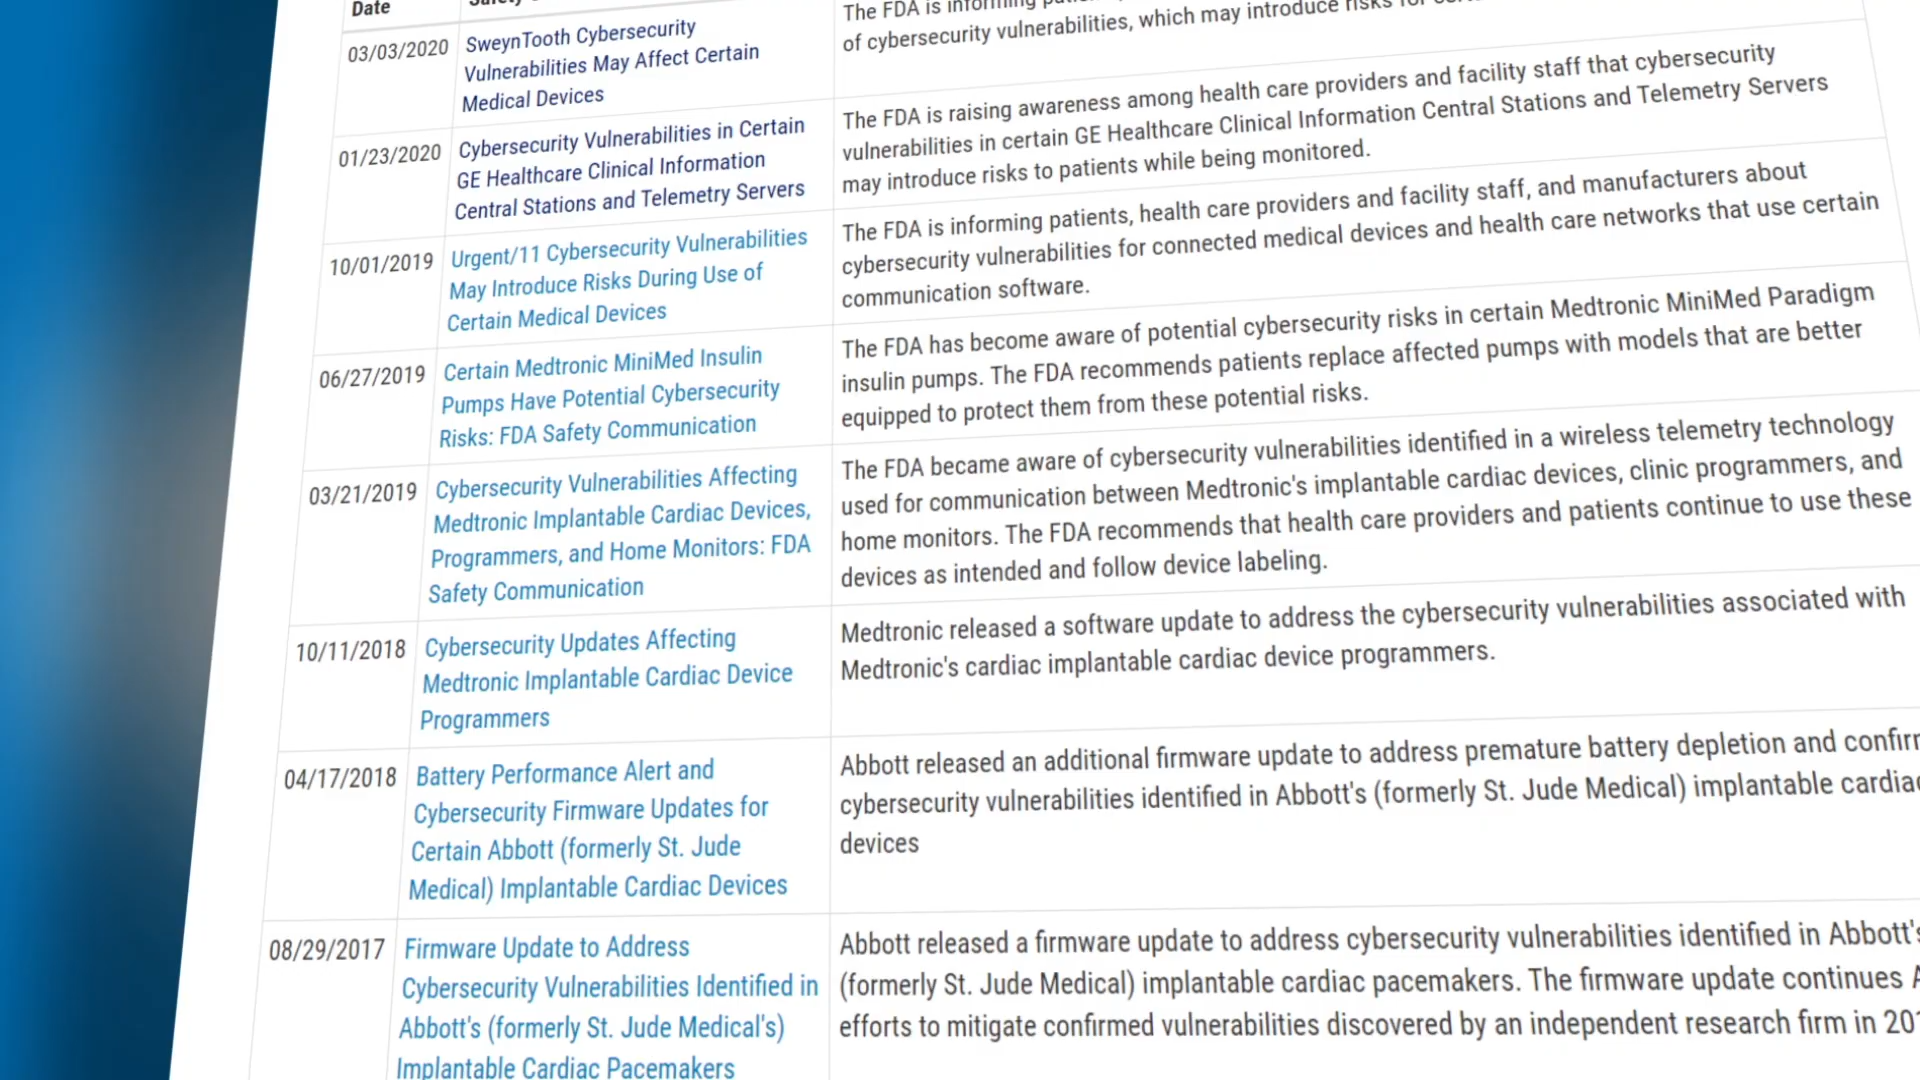 Date
The FDA is informing
of cybersecurity vulnerabilities, which may introduce risks for
03/03/2020
SweynTooth Cybersecurity
Vulnerabilities May Affect Certain
Medical Devices
The FDA is raising awareness among health care providers and facility staff that cybersecurity
vulnerabilities in certain GE Healthcare Clinical Information Central Stations and Telemetry Servers
may introduce risks to patients while being monitored.
01/23/2020
Cybersecurity Vulnerabilities in Certain
GE Healthcare Clinical Information
Central Stations and Telemetry Servers
The FDA is informing patients, health care providers and facility staff, and manufacturers about
cybersecurity vulnerabilities for connected medical devices and health care networks that use certain
communication software.
10/01/2019
Urgent/11 Cybersecurity Vulnerabilities
May Introduce Risks During Use of
Certain Medical Devices
The FDA has become aware of potential cybersecurity risks in certain Medtronic MiniMed Paradigm
insulin pumps. The FDA recommends patients replace affected pumps with models that are better
equipped to protect them from these potential risks.
06/27/2019
Certain Medtronic MiniMed Insulin
Pumps Have Potential Cybersecurity
Risks: FDA Safety Communication
The FDA became aware of cybersecurity vulnerabilities identified in a wireless telemetry technology
used for communication between Medtronic's implantable cardiac devices, clinic programmers, and
home monitors. The FDA recommends that health care providers and patients continue to use these
devices as intended and follow device labeling.
03/21/2019
Cybersecurity Vulnerabilities Affecting
Medtronic Implantable Cardiac Devices,
Programmers, and Home Monitors: FDA
Safety Communication
Medtronic released a software update to address the cybersecurity vulnerabilities associated with
Medtronic's cardiac implantable cardiac device programmers.
10/11/2018
Cybersecurity Updates Affecting
Medtronic Implantable Cardiac Device
Programmers
Abbott released an additional firmware update to address premature battery depletion and
cybersecurity vulnerabilities identified in Abbott's (formerly St. Jude Medical) implantable
devices
04/17/2018
Battery Performance Alert and
Cybersecurity Firmware Updates for
Certain Abbott (formerly St. Jude
Medical) Implantable Cardiac Devices
Abbott released a firmware update to address cybersecurity vulnerabilities identified in Abbott's
(formerly St. Jude Medical) implantable cardiac pacemakers. The firmware update continues
efforts to mitigate confirmed vulnerabilities discovered by an independent research firm in
08/29/2017
Firmware Update to Address
Cybersecurity Vulnerabilities Identified in
Abbott's (formerly St. Jude Medical's)
Implantable Cardiac Pacemakers